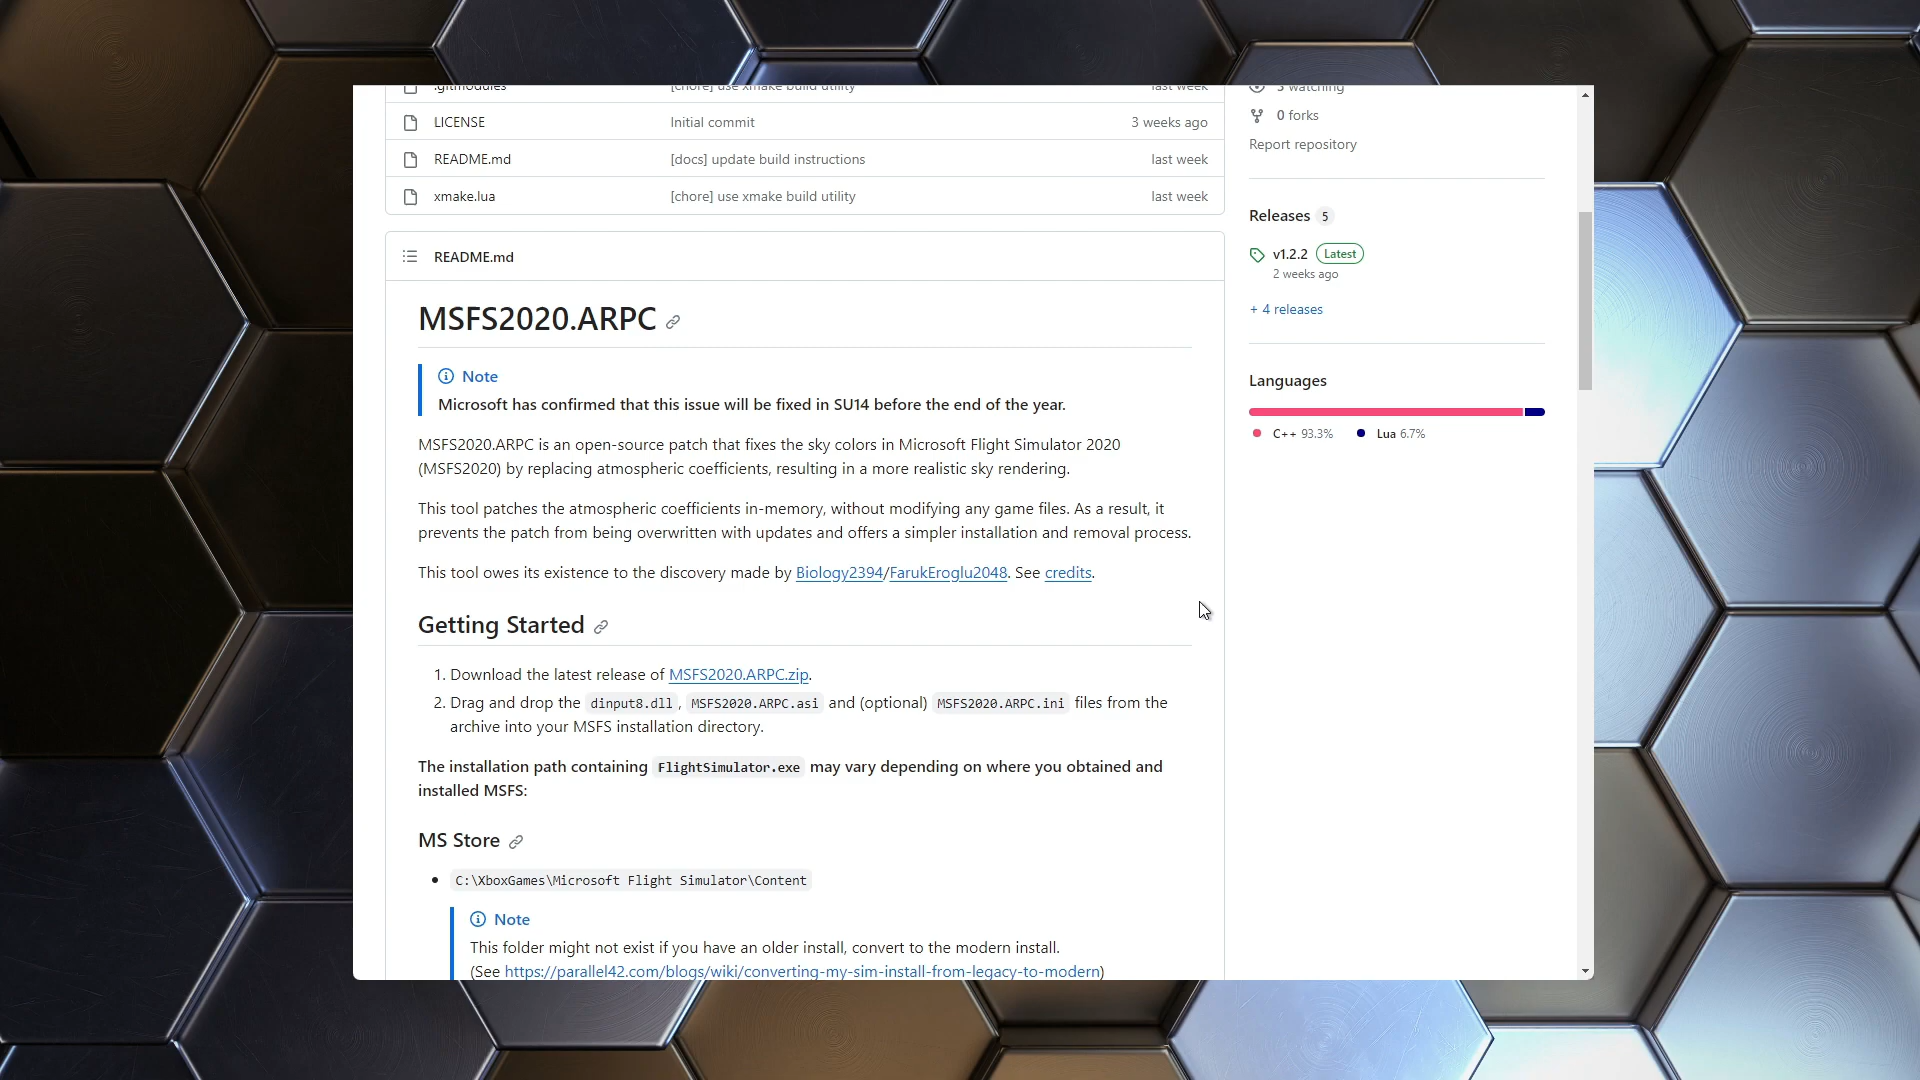 .gitmodules [chore] use xmake build utility last week
3 watching
LICENSE Initial commit 3 weeks ago
0 forks
README.md [docs] update build instructions last week
Report repository
xmake.lua [chore] use xmake build utility last week
Releases 5
v1.2.2 Latest
2 weeks ago
+ 4 releases
Languages
C++ 93.3% Lua 6.7%
README.md
MSFS2020.ARPC
Note
Microsoft has confirmed that this issue will be fixed in SU14 before the end of the year.
MSFS2020.ARPC is an open-source patch that fixes the sky colors in Microsoft Flight Simulator 2020
(MSFS2020) by replacing atmospheric coefficients, resulting in a more realistic sky rendering.
This tool patches the atmospheric coefficients in-memory, without modifying any game files. As a result, it
prevents the patch from being overwritten with updates and offers a simpler installation and removal process.
This tool owes its existence to the discovery made by Biology2394/FarukEroglu2048. See credits.
Getting Started
1. Download the latest release of MSFS2020.ARPC.zip.
2. Drag and drop the dinput8.dll, MSFS2020.ARPC.asi and (optional) MSFS2020.ARPC.ini files from the
archive into your MSFS installation directory.
The installation path containing FlightSimulator.exe may vary depending on where you obtained and
installed MSFS:
MS Store
• C:\XboxGames\Microsoft Flight Simulator\Content
Note
This folder might not exist if you have an older install, convert to the modern install.
(See https://parallel42.com/blogs/wiki/converting-my-sim-install-from-legacy-to-modern)